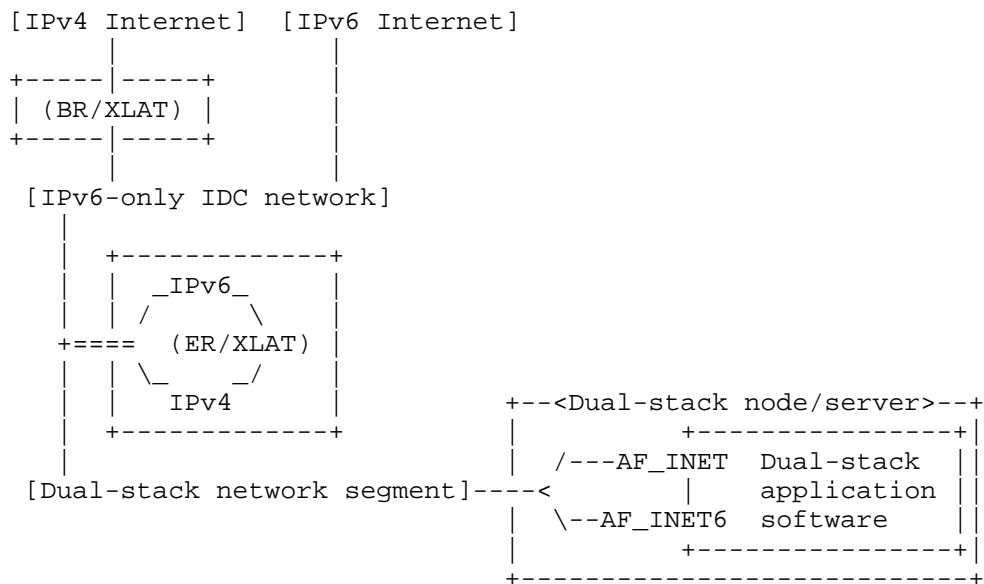 [IPv4 Internet]  [IPv6 Internet]
(BR/XLAT)
[IPv6-only IDC network]
_IPv6_
(ER/XLAT)
IPv4
+--<Dual-stack node/server>--+
/---AF_INET  Dual-stack
[Dual-stack network segment]----<  |  application
\--AF_INET6  software